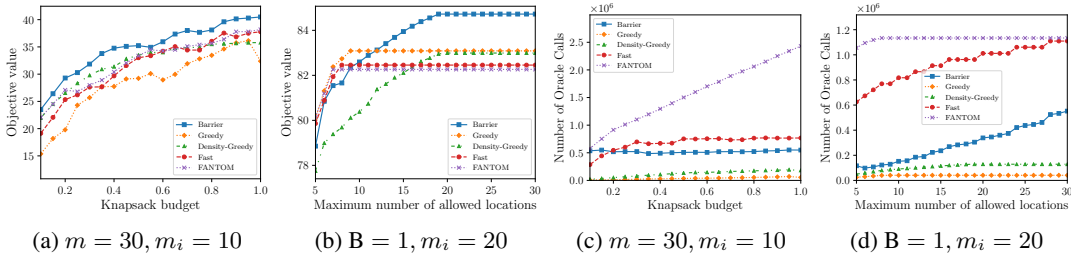 Objective value
40
35
30
25
20
15
0.2
0.4
0.6
0.8
1.0
Knapsack budget
Barrier
Greedy
Density-Greedy
Fast
FANTOM
(a) m = 30, m_i = 10
Objective value
84
82
80
78
5
10
15
20
25
30
Maximum number of allowed locations
Barrier
Greedy
Density-Greedy
Fast
FANTOM
(b) B = 1, m_i = 20
×10^6
Number of Orale Calls
2.5
2.0
1.5
1.0
0.5
0.0
0.2
0.4
0.6
0.8
1.0
Knapsack budget
Barrier
Greedy
Density-Greedy
Fast
FANTOM
(c) m = 30, m_i = 10
×10^6
Number of Oracle Calls
1.2
1.0
0.8
0.6
0.4
0.2
0.0
5
10
15
20
25
30
Maximum number of allowed locations
Barrier
Greedy
Density-Greedy
Fast
FANTOM
(d) B = 1, m_i = 20